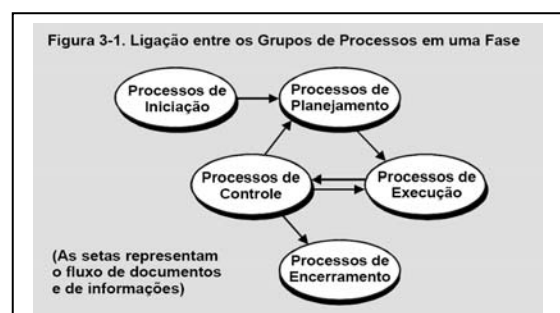 Figura 3-1. Ligação entre os Grupos de Processos em uma Fase
Processos de
Iniciação
Processos de
Planejamento
Processos de
Controle
Processos de
Execução
(As setas representam
o fluxo de documentos
e de informações)
Processos de
Encerramento